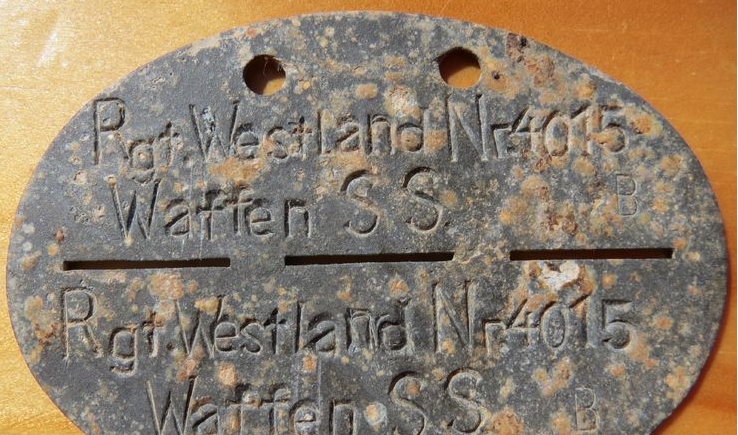 Rgt.Westland Nr.4015
Waffen SS. B
Rgt.Westland Nr.4015
Waffen SS B